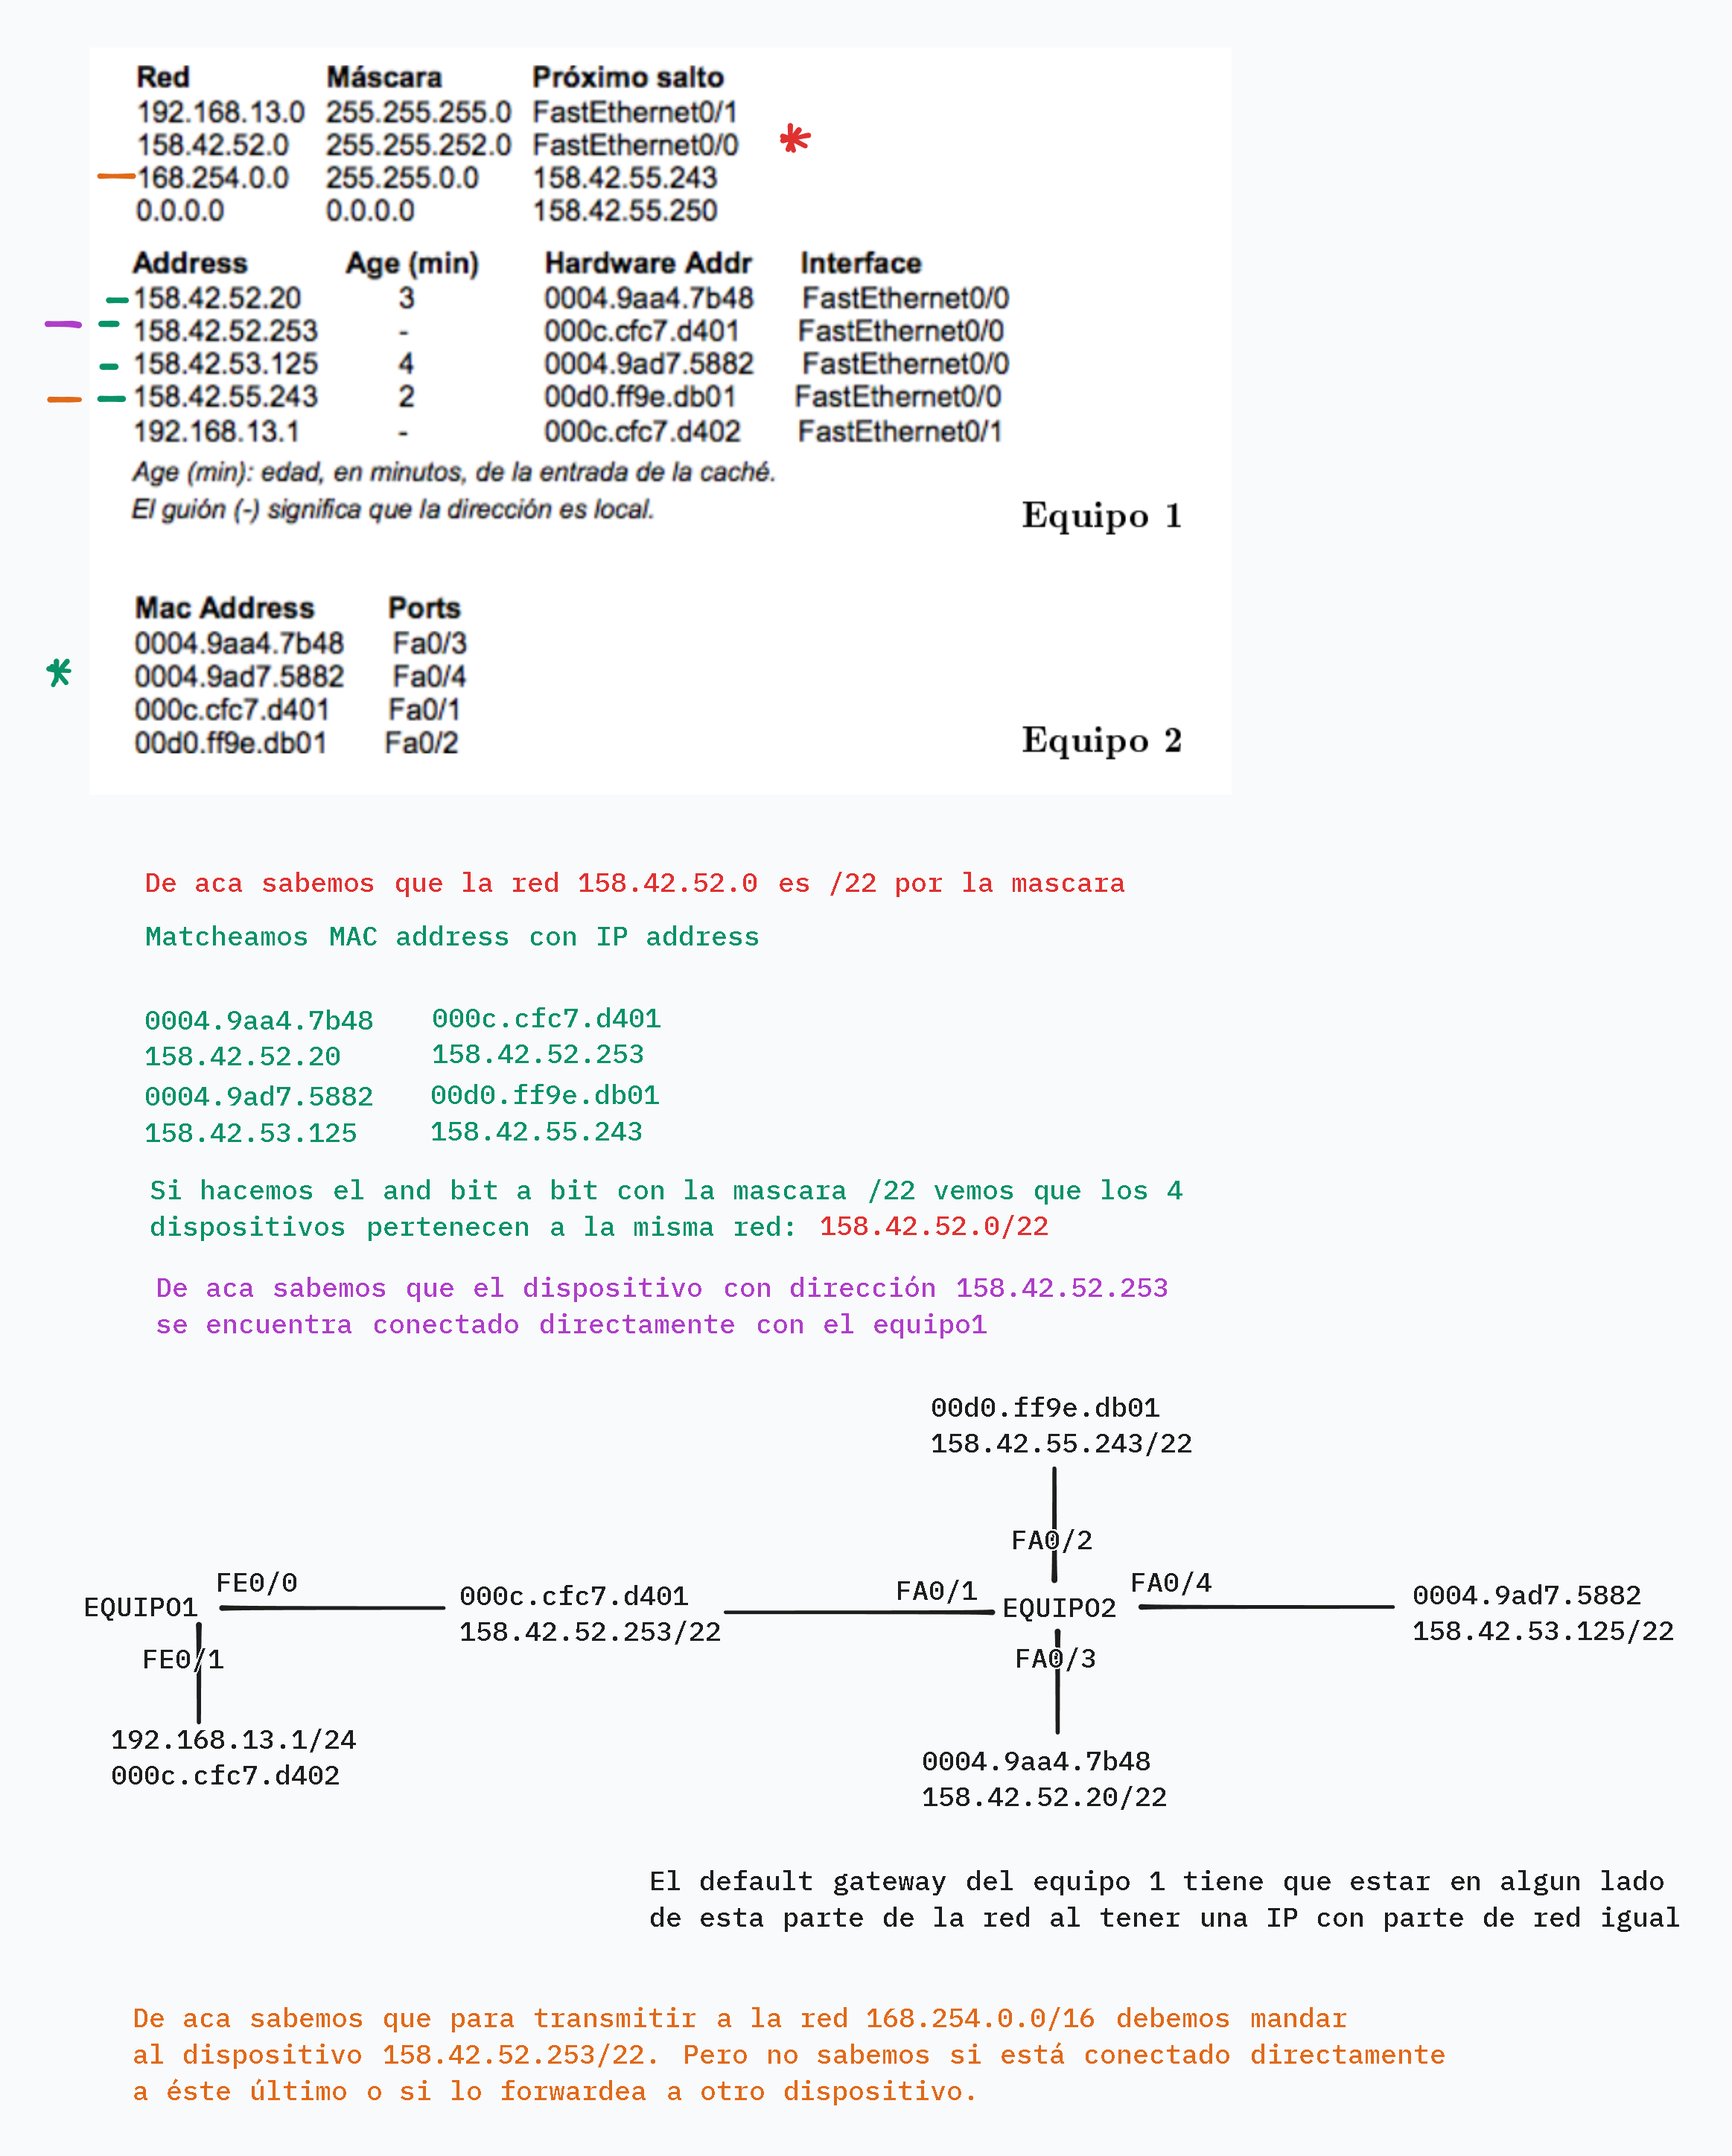 Red Máscara Próximo salto
192.168.13.0 255.255.255.0 FastEthernet0/1
158.42.52.0 255.255.252.0 FastEthernet0/0
168.254.0.0 255.255.0.0 158.42.55.243
0.0.0.0 0.0.0.0 158.42.55.250
Address Age (min) Hardware Addr Interface
158.42.52.20 3 0004.9aa4.7b48 FastEthernet0/0
158.42.52.253 - 000c.cfc7.d401 FastEthernet0/0
158.42.53.125 4 0004.9ad7.5882 FastEthernet0/0
158.42.55.243 2 00d0.ff9e.db01 FastEthernet0/0
192.168.13.1 - 000c.cfc7.d402 FastEthernet0/1
Age (min): edad, en minutos, de la entrada de la caché.
El guión (-) significa que la dirección es local.
Equipo 1
Mac Address Ports
0004.9aa4.7b48 Fa0/3
0004.9ad7.5882 Fa0/4
000c.cfc7.d401 Fa0/1
00d0.ff9e.db01 Fa0/2
Equipo 2
De aca sabemos que la red 158.42.52.0 es /22 por la mascara
Matcheamos MAC address con IP address
0004.9aa4.7b48 000c.cfc7.d401
158.42.52.20 158.42.52.253
0004.9ad7.5882 00d0.ff9e.db01
158.42.53.125 158.42.55.243
Si hacemos el and bit a bit con la mascara /22 vemos que los 4
dispositivos pertenecen a la misma red: 158.42.52.0/22
De aca sabemos que el dispositivo con dirección 158.42.52.253
se encuentra conectado directamente con el equipo1
00d0.ff9e.db01
158.42.55.243/22
FA0/2
EQUIPO1 FE0/0
000c.cfc7.d401
158.42.52.253/22
FA0/1 EQUIPO2 FA0/4
0004.9ad7.5882
158.42.53.125/22
FE0/1
FA0/3
192.168.13.1/24
000c.cfc7.d402
0004.9aa4.7b48
158.42.52.20/22
El default gateway del equipo 1 tiene que estar en algun lado
de esta parte de la red al tener una IP con parte de red igual
De aca sabemos que para transmitir a la red 168.254.0.0/16 debemos mandar
al dispositivo 158.42.52.253/22. Pero no sabemos si está conectado directamente
a éste último o si lo forwardea a otro dispositivo.